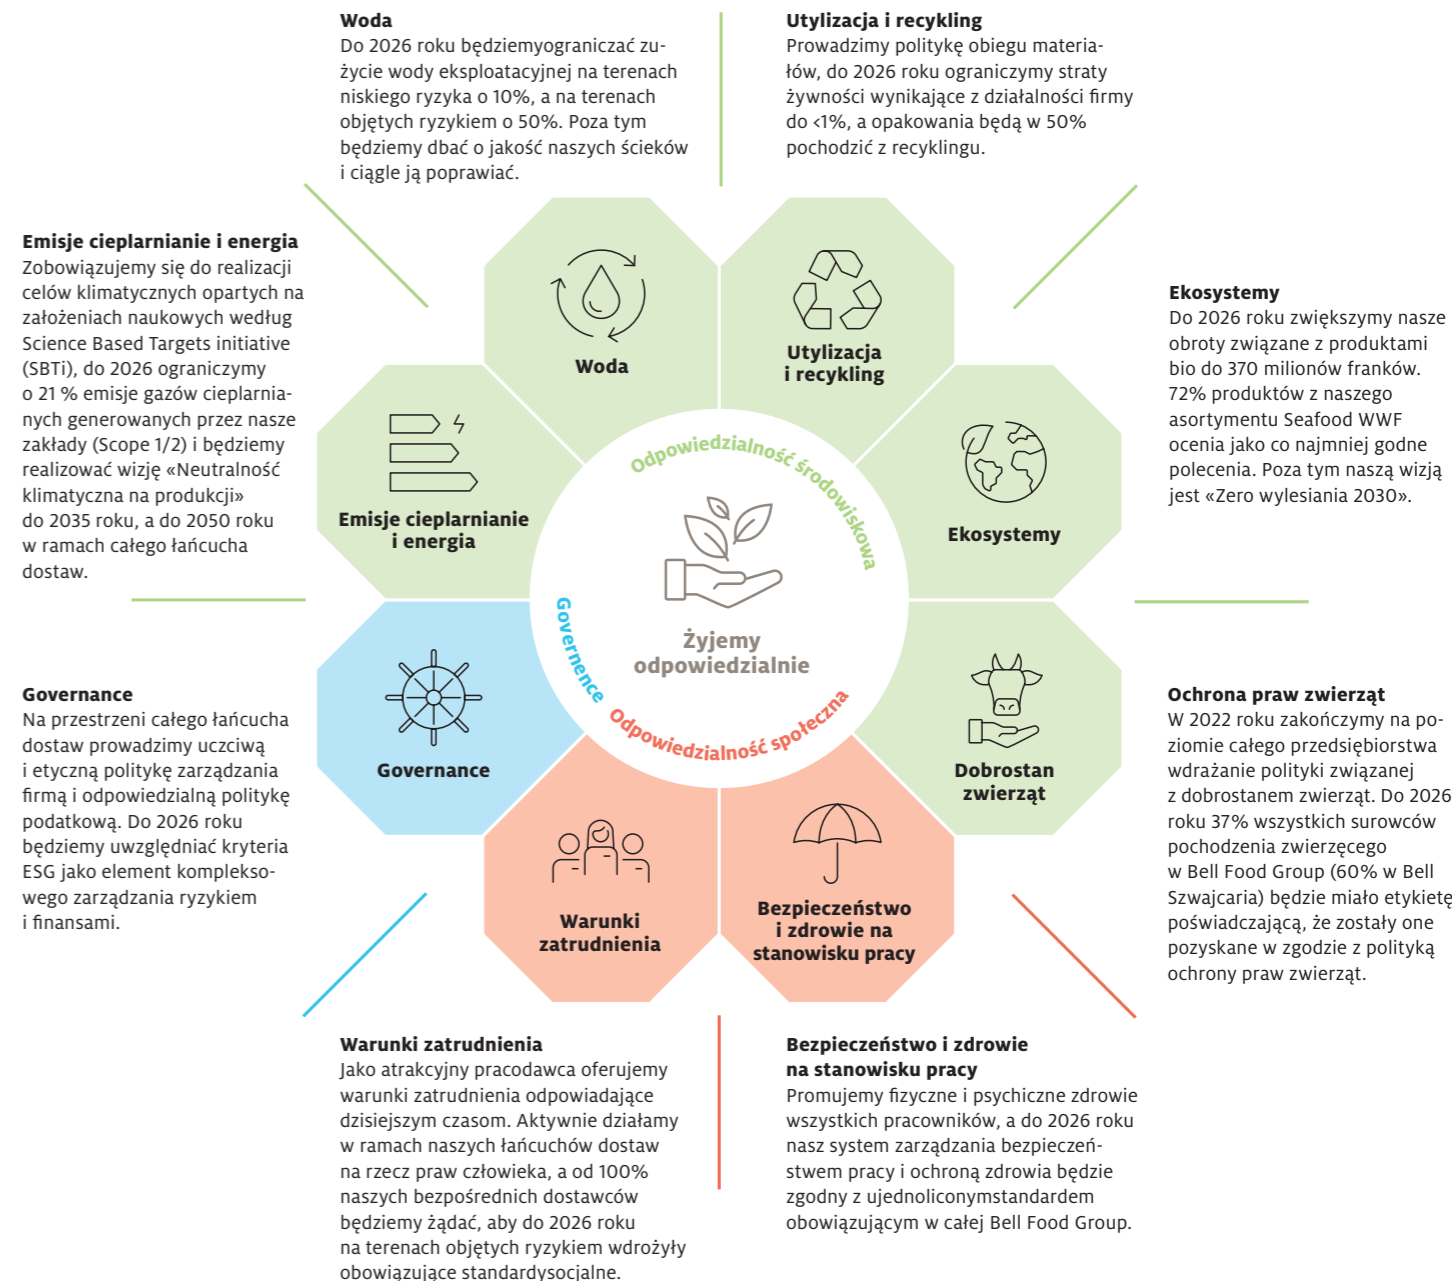 Woda
Do 2026 roku będziemyograniczać zu-
życie wody eksploatacyjnej na terenach
niskiego ryzyka o 10%, a na terenach
objętych ryzykiem o 50%. Poza tym
będziemy dbać o jakość naszych ścieków
i ciągle ją poprawiać.
Utylizacja i recykling
Prowadzimy politykę obiegu materia-
łów, do 2026 roku ograniczymy straty
żywności wynikające z działalności firmy
do <1%, a opakowania będą w 50%
pochodzić z recyklingu.
Emisje cieplarnianie i energia
Zobowiązujemy się do realizacji
celów klimatycznych opartych na
założeniach naukowych według
Science Based Targets initiative
(SBTi), do 2026 ograniczymy
o 21 % emisje gazów cieplarnia-
nych generowanych przez nasze
zakłady (Scope 1/2) i będziemy
realizować wizję «Neutralność
klimatyczna na produkcji»
do 2035 roku, a do 2050 roku
w ramach całego łańcucha
dostaw.
Ekosystemy
Do 2026 roku zwiększymy nasze
obroty związane z produktami
bio do 370 milionów franków.
72% produktów z naszego
asortymentu Seafood WWF
ocenia jako co najmniej godne
polecenia. Poza tym naszą wizją
jest «Zero wylesiania 2030».
Woda
Utylizacja
i recykling
Emisje cieplarnianie
i energia
Ekosystemy
Odpowiedzialność środowiskowa
Żyjemy
odpowiedzialnie
Governence
Odpowiedzialność społeczna
Governance
Dobrostan
zwierząt
Warunki
zatrudnienia
Bezpieczeństwo
i zdrowie na
stanowisku pracy
Governance
Na przestrzeni całego łańcucha
dostaw prowadzimy uczciwą
i etyczną politykę zarządzania
firmą i odpowiedzialną politykę
podatkową. Do 2026 roku
będziemy uwzględniać kryteria
ESG jako element komplekso-
wego zarządzania ryzykiem
i finansami.
Ochrona praw zwierząt
W 2022 roku zakończymy na po-
ziomie całego przedsiębiorstwa
wdrażanie polityki związanej
z dobrostanem zwierząt. Do 2026
roku 37% wszystkich surowców
pochodzenia zwierzęcego
w Bell Food Group (60% w Bell
Szwajcaria) będzie miało etykietę
poświadczającą, że zostały one
pozyskane w zgodzie z polityką
ochrony praw zwierząt.
Warunki zatrudnienia
Jako atrakcyjny pracodawca oferujemy
warunki zatrudnienia odpowiadające
dzisiejszym czasom. Aktywnie działamy
w ramach naszych łańcuchów dostaw
na rzecz praw człowieka, a od 100%
naszych bezpośrednich dostawców
będziemy żądać, aby do 2026 roku
na terenach objętych ryzykiem wdrożyły
obowiązujące standardysocjalne.
Bezpieczeństwo i zdrowie
na stanowisku pracy
Promujemy fizyczne i psychiczne zdrowie
wszystkich pracowników, a do 2026 roku
nasz system zarządzania bezpieczeń-
stwem pracy i ochroną zdrowia będzie
zgodny z ujednoliconymstandardem
obowiązującym w całej Bell Food Group.